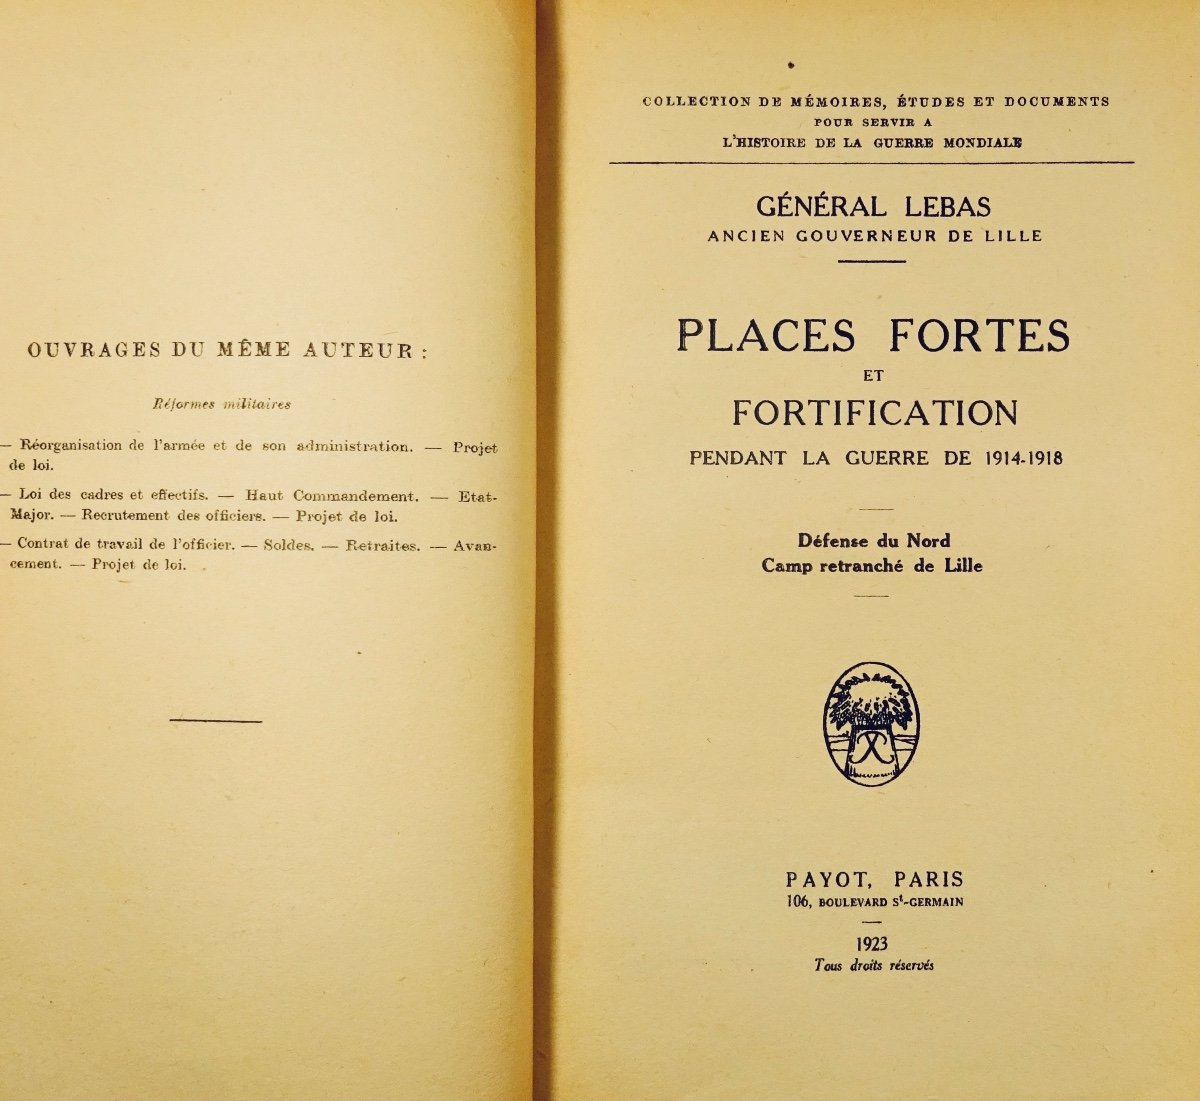 OUVRAGES DU MÊME AUTEUR :
Réformes militaires
— Réorganisation de l'armée et de son administration. — Projet
de loi.
— Loi des cadres et effectifs. — Haut Commandement. — Etat-
Major. — Recrutement des officiers. — Projet de loi.
— Contrat de travail de l'officier. — Soldes. — Retraites. — Avan-
cement. — Projet de loi.
COLLECTION DE MÉMOIRES, ÉTUDES ET DOCUMENTS
POUR SERVIR A
L'HISTOIRE DE LA GUERRE MONDIALE
GÉNÉRAL LEBAS
ANCIEN GOUVERNEUR DE LILLE
PLACES FORTES
ET
FORTIFICATION
PENDANT LA GUERRE DE 1914-1918
Défense du Nord
Camp retranché de Lille
PAYOT, PARIS
106, BOULEVARD St-GERMAIN
1923
Tous droits réservés